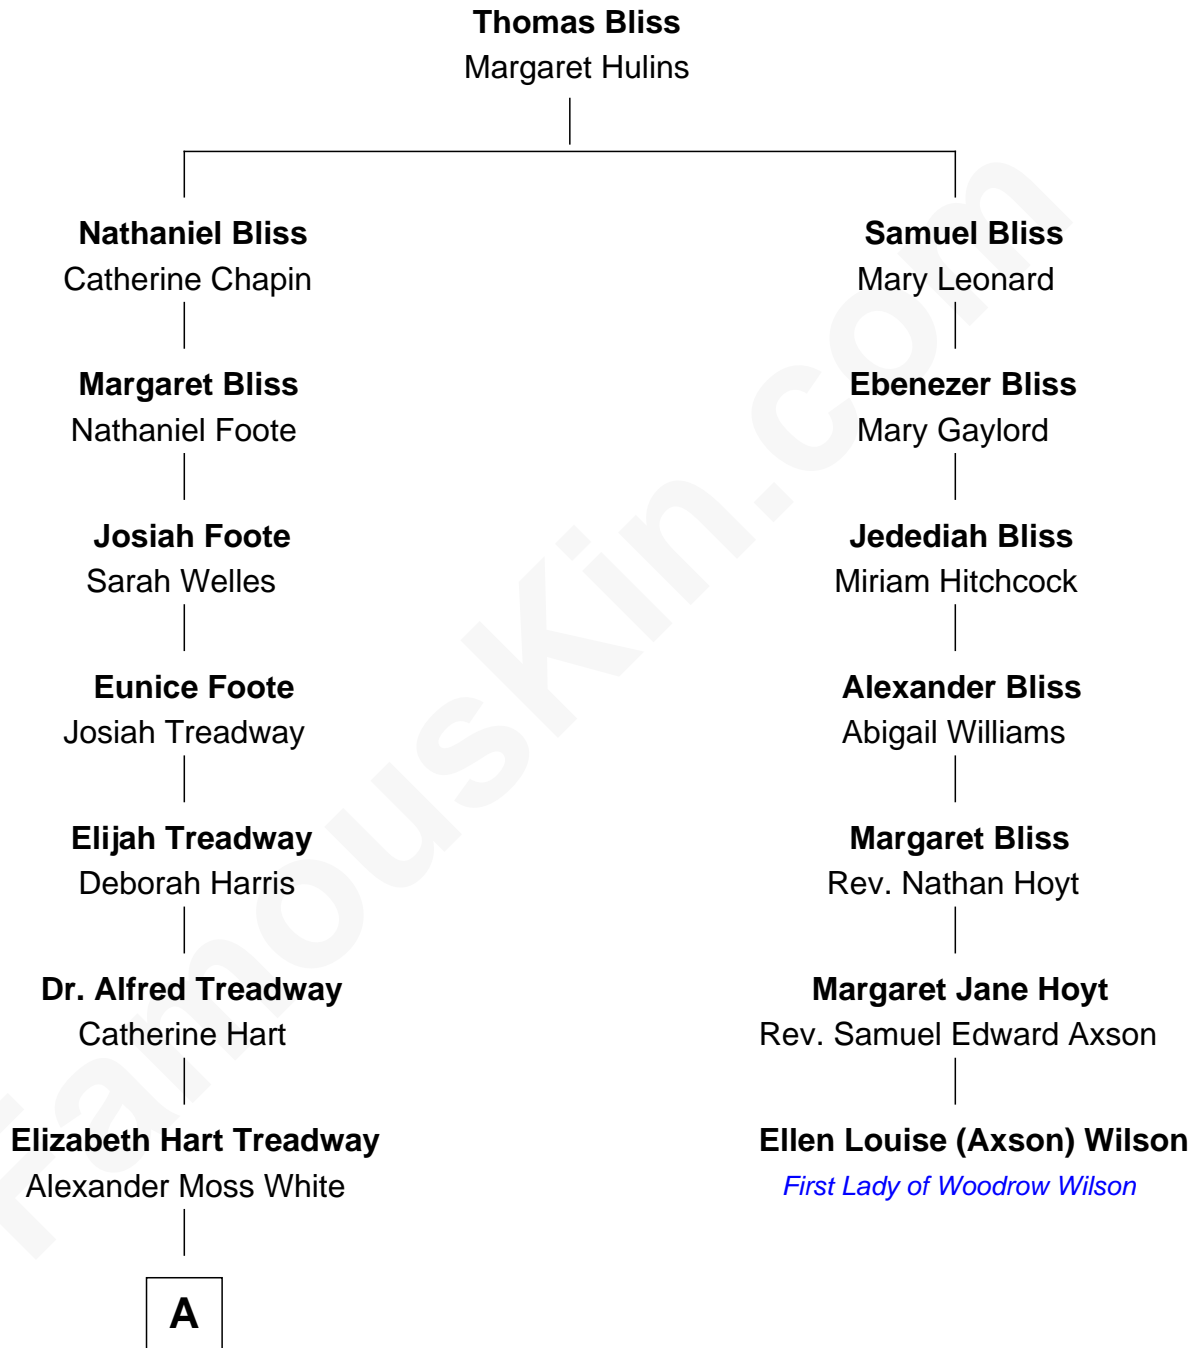 Thomas Bliss
Margaret Hulins
Nathaniel Bliss
Catherine Chapin
Samuel Bliss
Mary Leonard
Margaret Bliss
Nathaniel Foote
Ebenezer Bliss
Mary Gaylord
Josiah Foote
Sarah Welles
Jedediah Bliss
Miriam Hitchcock
Eunice Foote
Josiah Treadway
Alexander Bliss
Abigail Williams
Elijah Treadway
Deborah Harris
Margaret Bliss
Rev. Nathan Hoyt
Dr. Alfred Treadway
Catherine Hart
Margaret Jane Hoyt
Rev. Samuel Edward Axson
Elizabeth Hart Treadway
Alexander Moss White
Ellen Louise (Axson) Wilson
First Lady of Woodrow Wilson
A
FamousKin.com